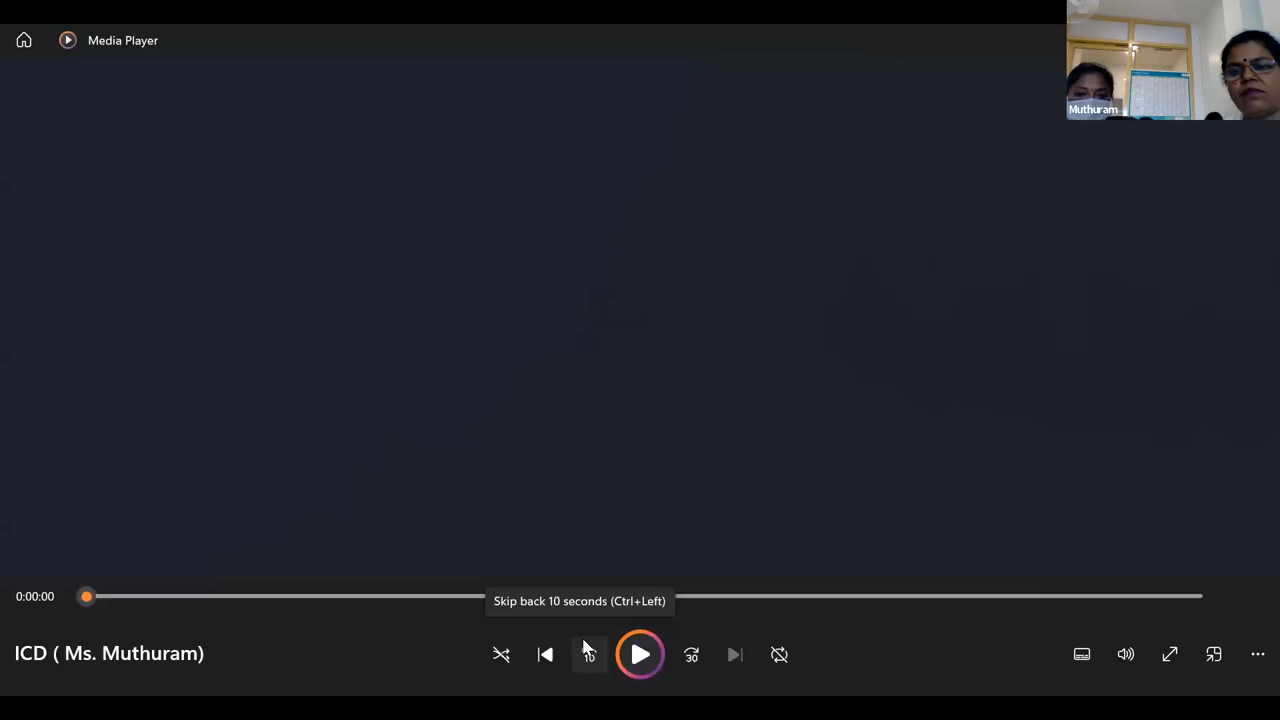 Media Player
Muthuram
0:00:00
Skip back 10 seconds (Ctrl+Left)
ICD ( Ms. Muthuram)
10
30